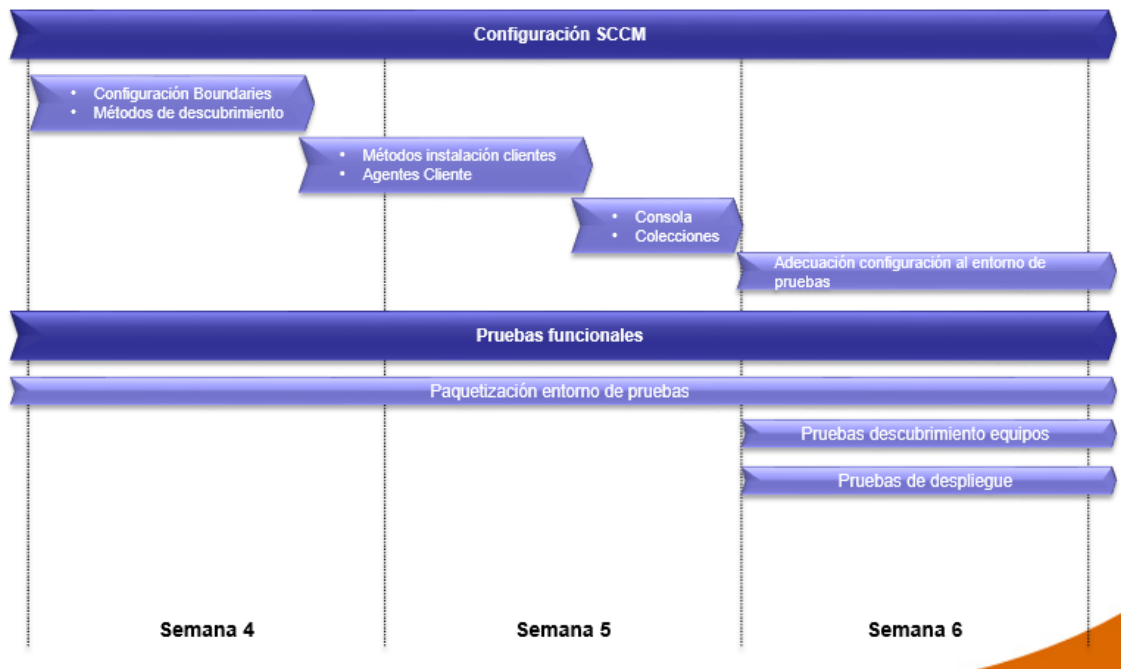 Configuración SCCM
• Configuración Boundaries
• Métodos de descubrimiento
• Métodos instalación clientes
• Agentes Cliente
• Consola
• Colecciones
Adecuación configuración al entorno de
pruebas
Pruebas funcionales
Paquetización entorno de pruebas
Pruebas descubrimiento equipos
Pruebas de despliegue
Semana 4
Semana 5
Semana 6